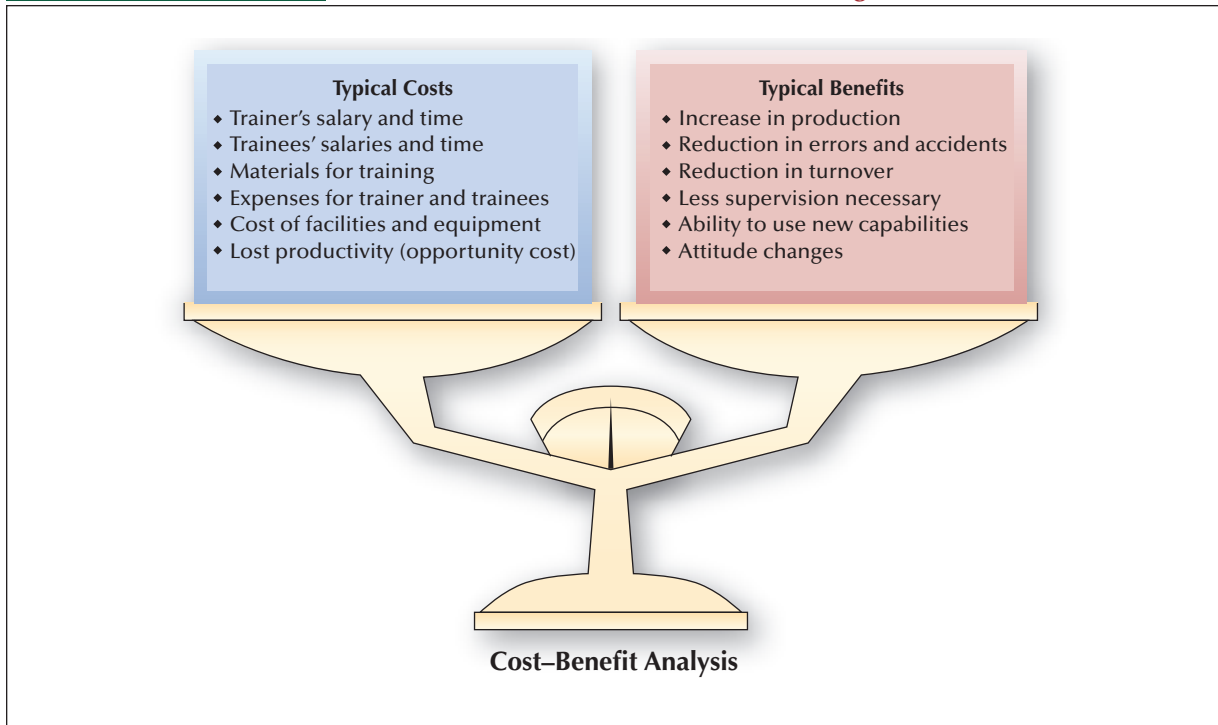 Typical Costs
◆ Trainer's salary and time
◆ Trainees' salaries and time
◆ Materials for training
◆ Expenses for trainer and trainees
◆ Cost of facilities and equipment
◆ Lost productivity (opportunity cost)
Typical Benefits
◆ Increase in production
◆ Reduction in errors and accidents
◆ Reduction in turnover
◆ Less supervision necessary
◆ Ability to use new capabilities
◆ Attitude changes
Cost–Benefit Analysis